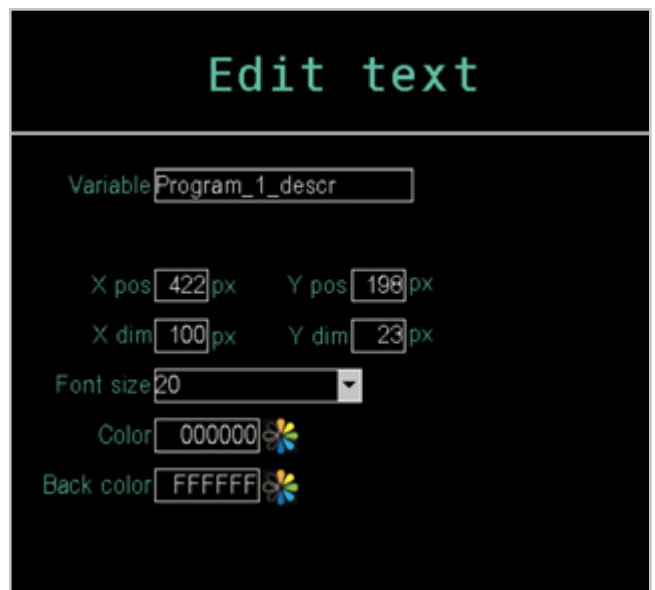 Edit text
Variable Program_1_descr
X pos 422 px Y pos 198 px
X dim 100 px Y dim 23 px
Font size 20
Color 000000
Back color FFFFFF